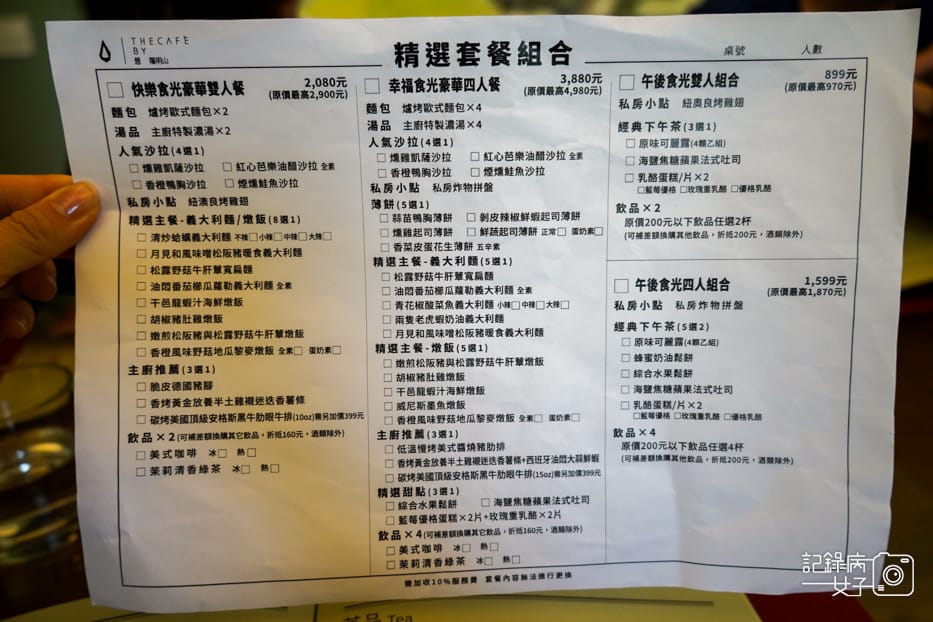 THE CAFE
BY
想 陽明山
精選套餐組合
桌號 人數
快樂食光豪華雙人餐 2,080元
(原價最高2,900元)
麵包 爐烤歐式麵包×2
湯品 主廚特製濃湯×2
人氣沙拉(4選1)
燻雞凱薩沙拉 紅心芭樂油醋沙拉 全素
香橙鴨胸沙拉 煙燻鮭魚沙拉
私房小點 紐奧良烤雞翅
精選主餐-義大利麵/燉飯(8選1)
清炒蛤蠣義大利麵 不辣 小辣 中辣 大辣
月見和風味噌松阪豬暖食義大利麵
松露野菇牛肝蕈寬扁麵
油悶番茄櫛瓜蘿勒義大利麵 全素
干邑龍蝦汁海鮮燉飯
胡椒豬肚雞燉飯
嫩煎松阪豬與松露野菇牛肝蕈燉飯
香橙風味野菇地瓜藜麥燉飯 全素 蛋奶素
主廚推薦(3選1)
脆皮德國豬腳
香烤黃金放養半土雞襯迷迭香薯條
碳烤美國頂級安格斯黑牛肋眼牛排(10oz)需另加價399元
飲品×2(可補差額換購其它飲品，折抵160元，酒類除外)
美式咖啡 冰 熱
茉莉清香綠茶 冰 熱
幸福食光豪華四人餐 3,880元
(原價最高4,980元)
麵包 爐烤歐式麵包×4
湯品 主廚特製濃湯×4
人氣沙拉(4選1)
燻雞凱薩沙拉 紅心芭樂油醋沙拉 全素
香橙鴨胸沙拉 煙燻鮭魚沙拉
私房小點 私房炸物拼盤
薄餅(5選1)
蒜苗鴨胸薄餅 剝皮辣椒鮮蝦起司薄餅
燻雞起司薄餅 鮮蔬起司薄餅 正常 蛋奶素
香菜皮蛋花生薄餅 五辛素
精選主餐-義大利麵(5選1)
松露野菇牛肝蕈寬扁麵
油悶番茄櫛瓜蘿勒義大利麵 全素
青花椒酸菜魚義大利麵 小辣 中辣 大辣
兩隻老虎蝦奶油義大利麵
月見和風味噌松阪豬暖食義大利麵
精選主餐-燉飯(5選1)
嫩煎松阪豬與松露野菇牛肝蕈燉飯
胡椒豬肚雞燉飯
干邑龍蝦汁海鮮燉飯
威尼斯墨魚燉飯
香橙風味野菇地瓜藜麥燉飯 全素 蛋奶素
主廚推薦(3選1)
低溫慢烤美式醬燒豬肋排
香烤黃金放養半土雞襯迷迭香薯條+西班牙油悶大蒜鮮蝦
碳烤美國頂級安格斯黑牛肋眼牛排(15oz)需另加價399元
精選甜點(3選1)
綜合水果鬆餅 海鹽焦糖蘋果法式吐司
藍莓優格蛋糕×2片+玫瑰重乳酪×2片
飲品×4(可補差額換購其它飲品，折抵160元，酒類除外)
美式咖啡 冰 熱
茉莉清香綠茶 冰 熱
午後食光雙人組合 899元
(原價最高970元)
私房小點 紐奧良烤雞翅
經典下午茶(3選1)
原味可麗露(4顆乙組)
海鹽焦糖蘋果法式吐司
乳酪蛋糕/片×2
藍莓優格 玫瑰重乳酪 優格乳酪
飲品×2
原價200元以下飲品任選2杯
(可補差額換購其他飲品，折抵200元，酒類除外)
午後食光四人組合 1,599元
(原價最高1,870元)
私房小點 私房炸物拼盤
經典下午茶(5選2)
原味可麗露(4顆乙組)
蜂蜜奶油鬆餅
綜合水果鬆餅
海鹽焦糖蘋果法式吐司
乳酪蛋糕/片×2
藍莓優格 玫瑰重乳酪 優格乳酪
飲品×4
原價200元以下飲品任選4杯
(可補差額換購其他飲品，折抵200元，酒類除外)
需加收10%服務費 套餐內容無法進行更換
茶品 Tea
記錄病
女子